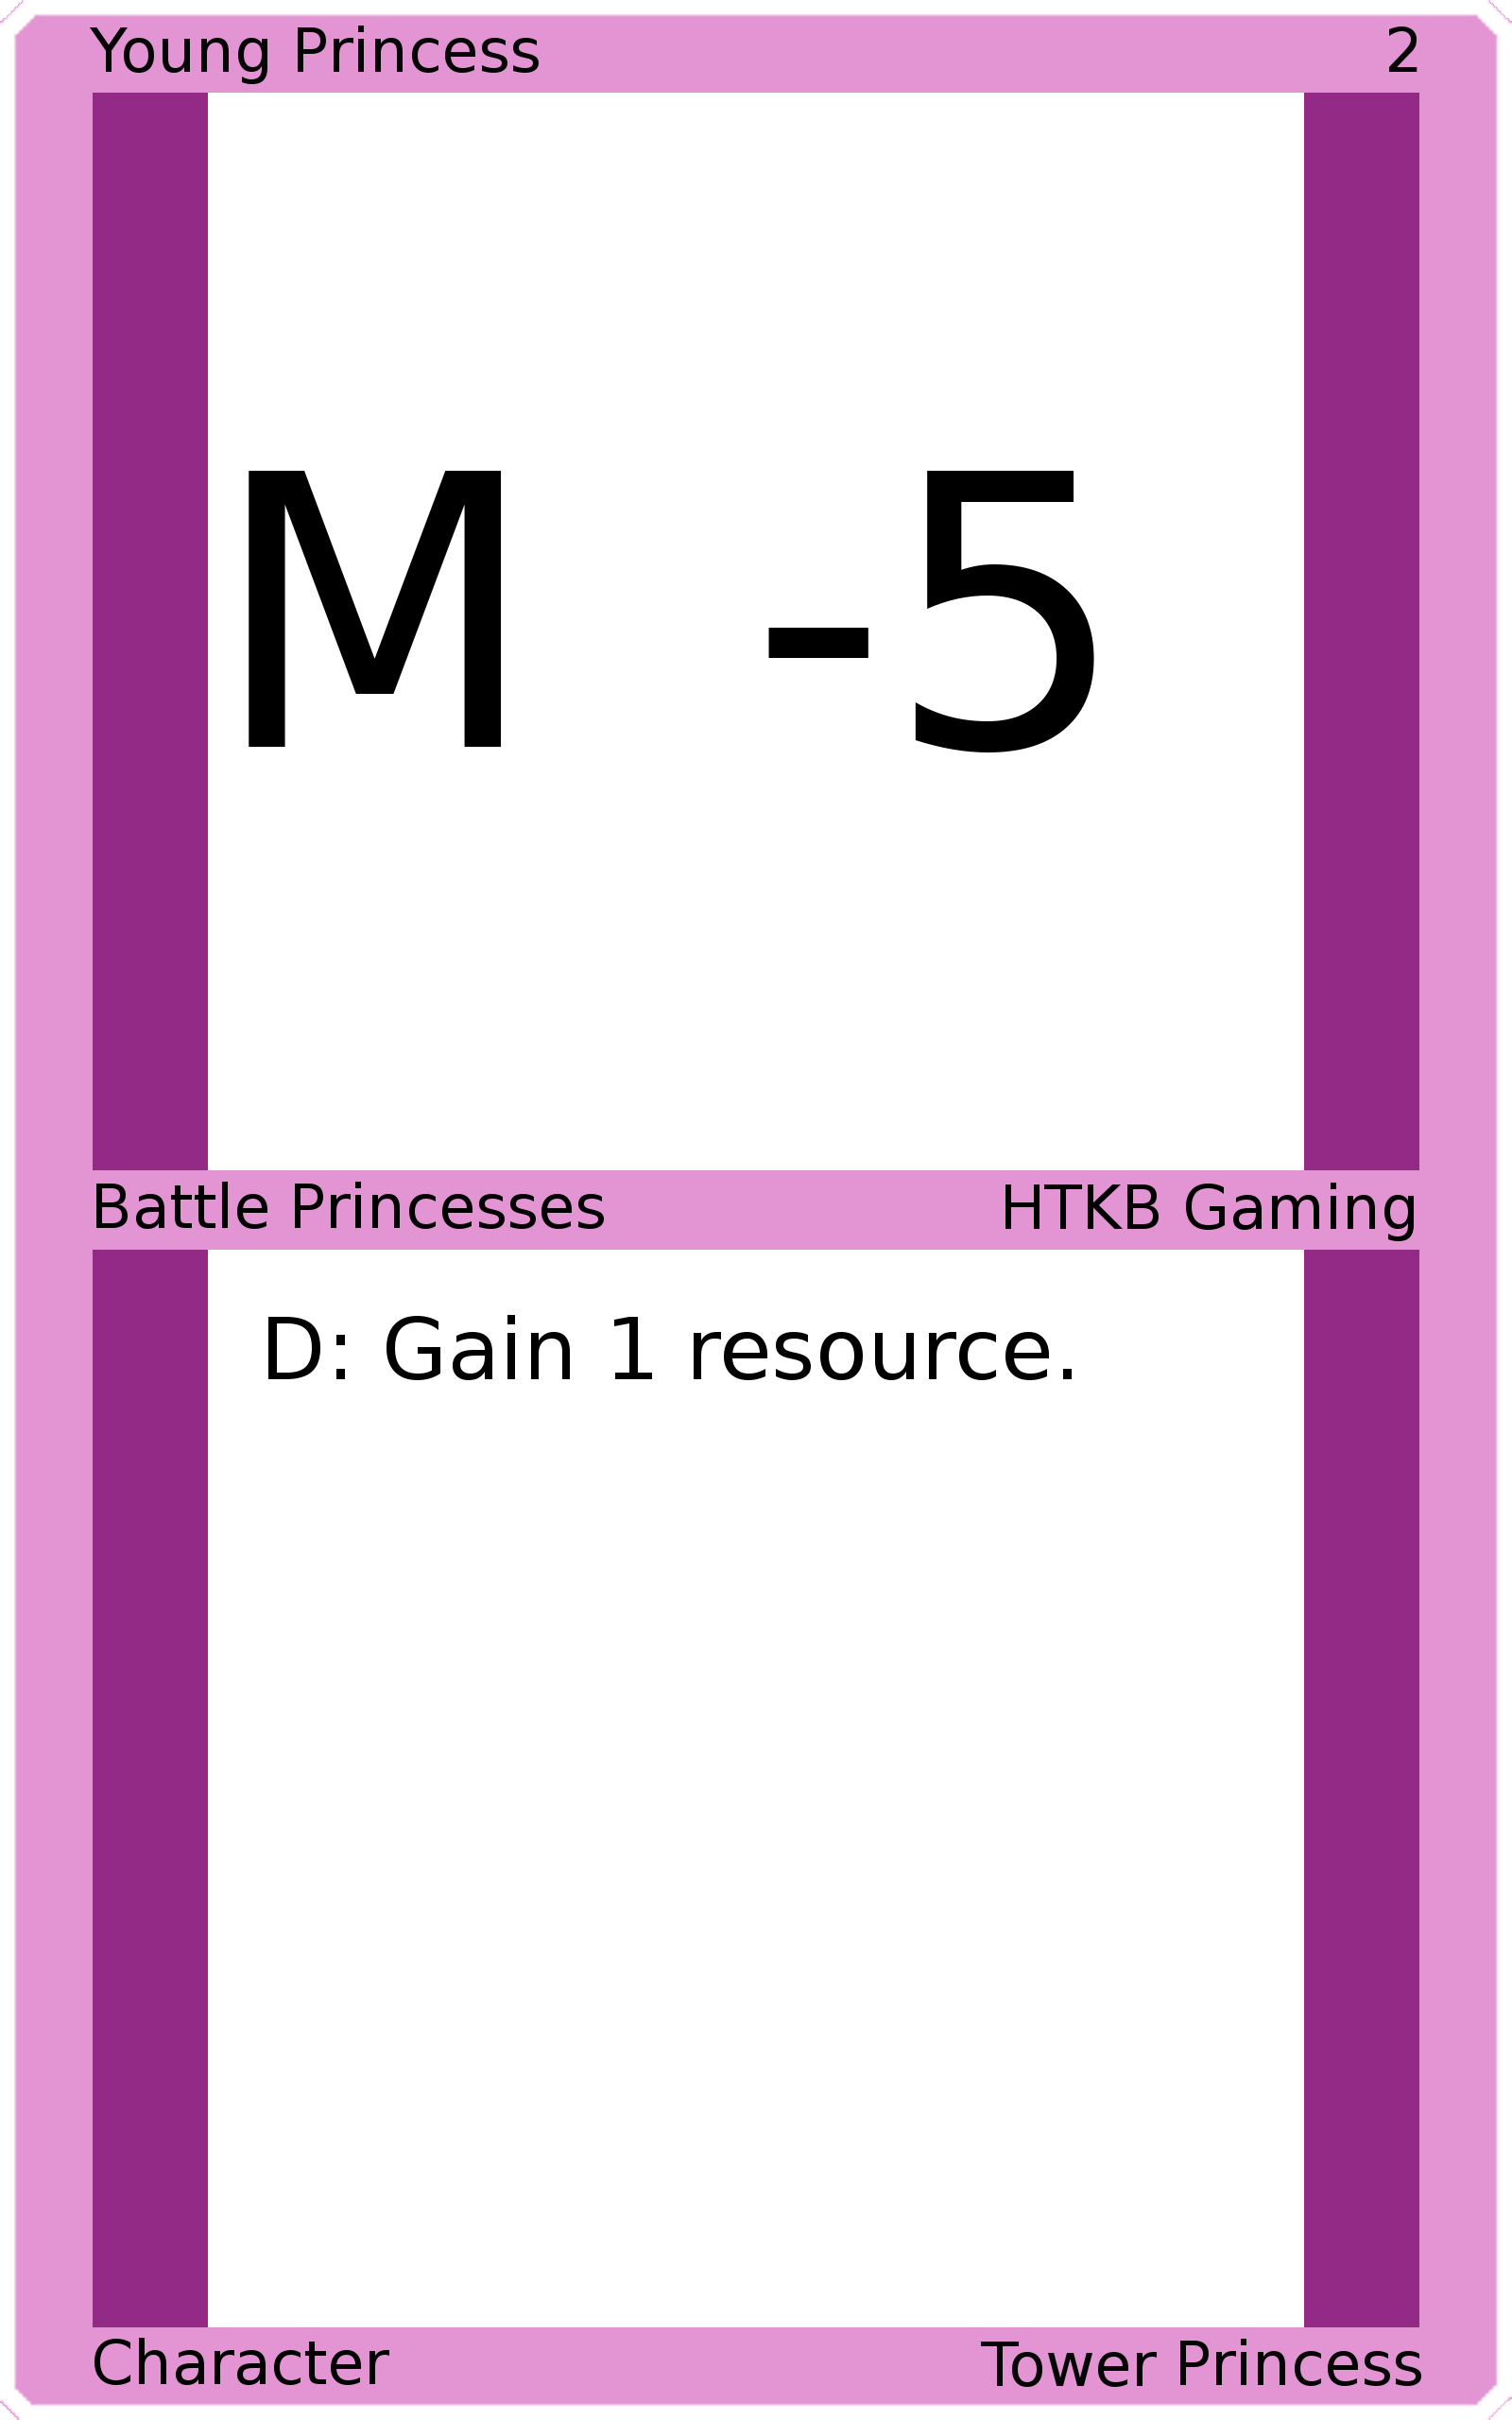 Young Princess 2
M -5
Battle Princesses HTKB Gaming
D: Gain 1 resource.
Character Tower Princess